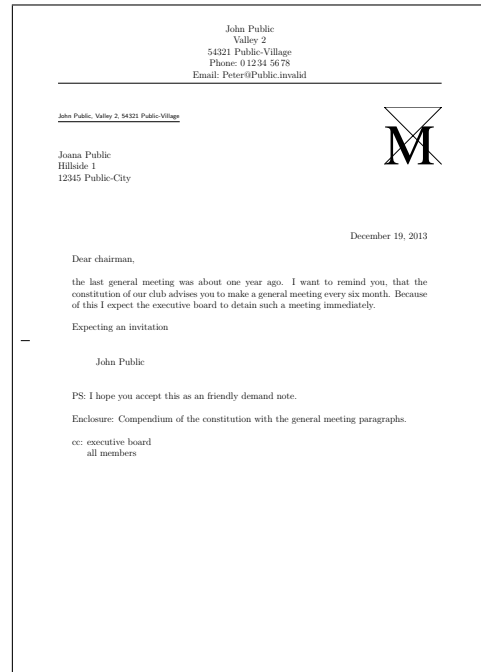 John Public
Valley 2
54321 Public-Village
Phone: 0 12 34 56 78
Email: Peter@Public.invalid
John Public, Valley 2, 54321 Public-Village
M
Joana Public
Hillside 1
12345 Public-City
December 19, 2013
Dear chairman,
the last general meeting was about one year ago. I want to remind you, that the
constitution of our club advises you to make a general meeting every six month. Because
of this I expect the executive board to detain such a meeting immediately.
Expecting an invitation
John Public
PS: I hope you accept this as an friendly demand note.
Enclosure: Compendium of the constitution with the general meeting paragraphs.
cc: executive board
all members